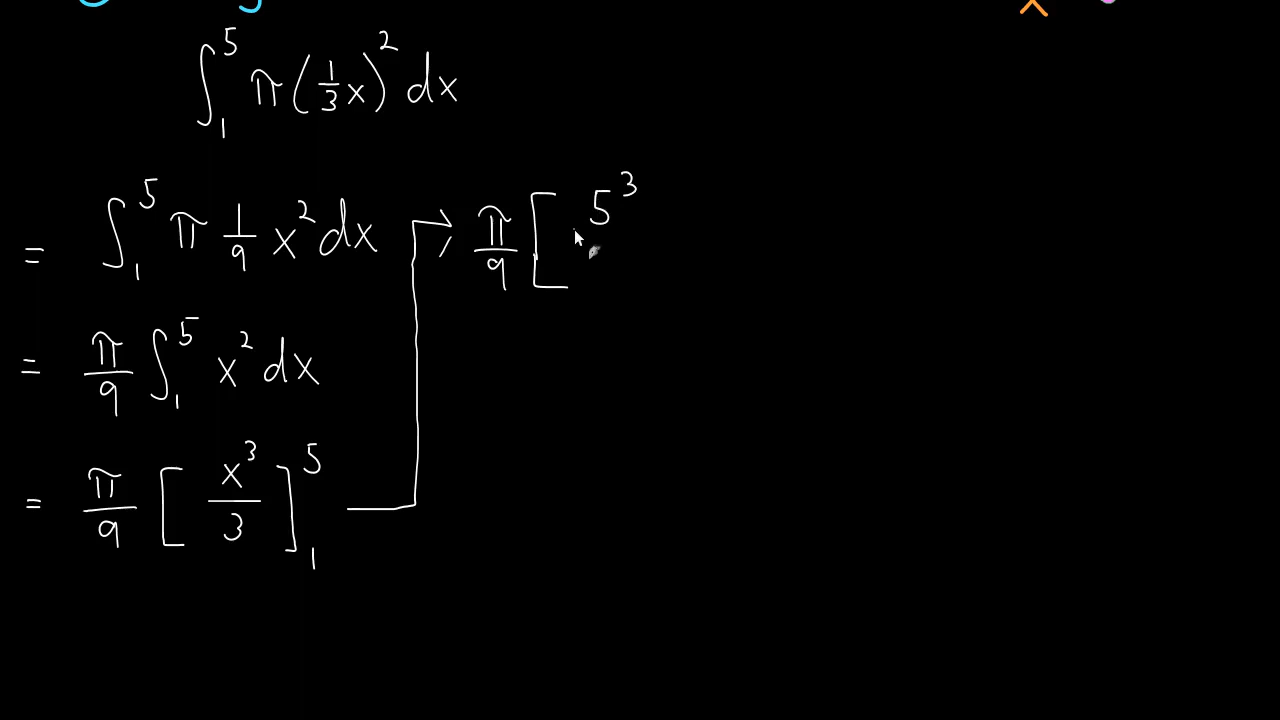 ∫₁⁵ π(1/3 x)² dx
= ∫₁⁵ π 1/9 x² dx
= π/9 ∫₁⁵ x² dx
= π/9 [x³/3]₁⁵
→ π/9 [5³